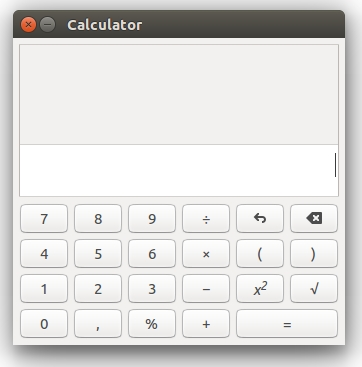 Calculator
7 8 9 ÷
4 5 6 × ( )
1 2 3 − x² √
0 , % + =